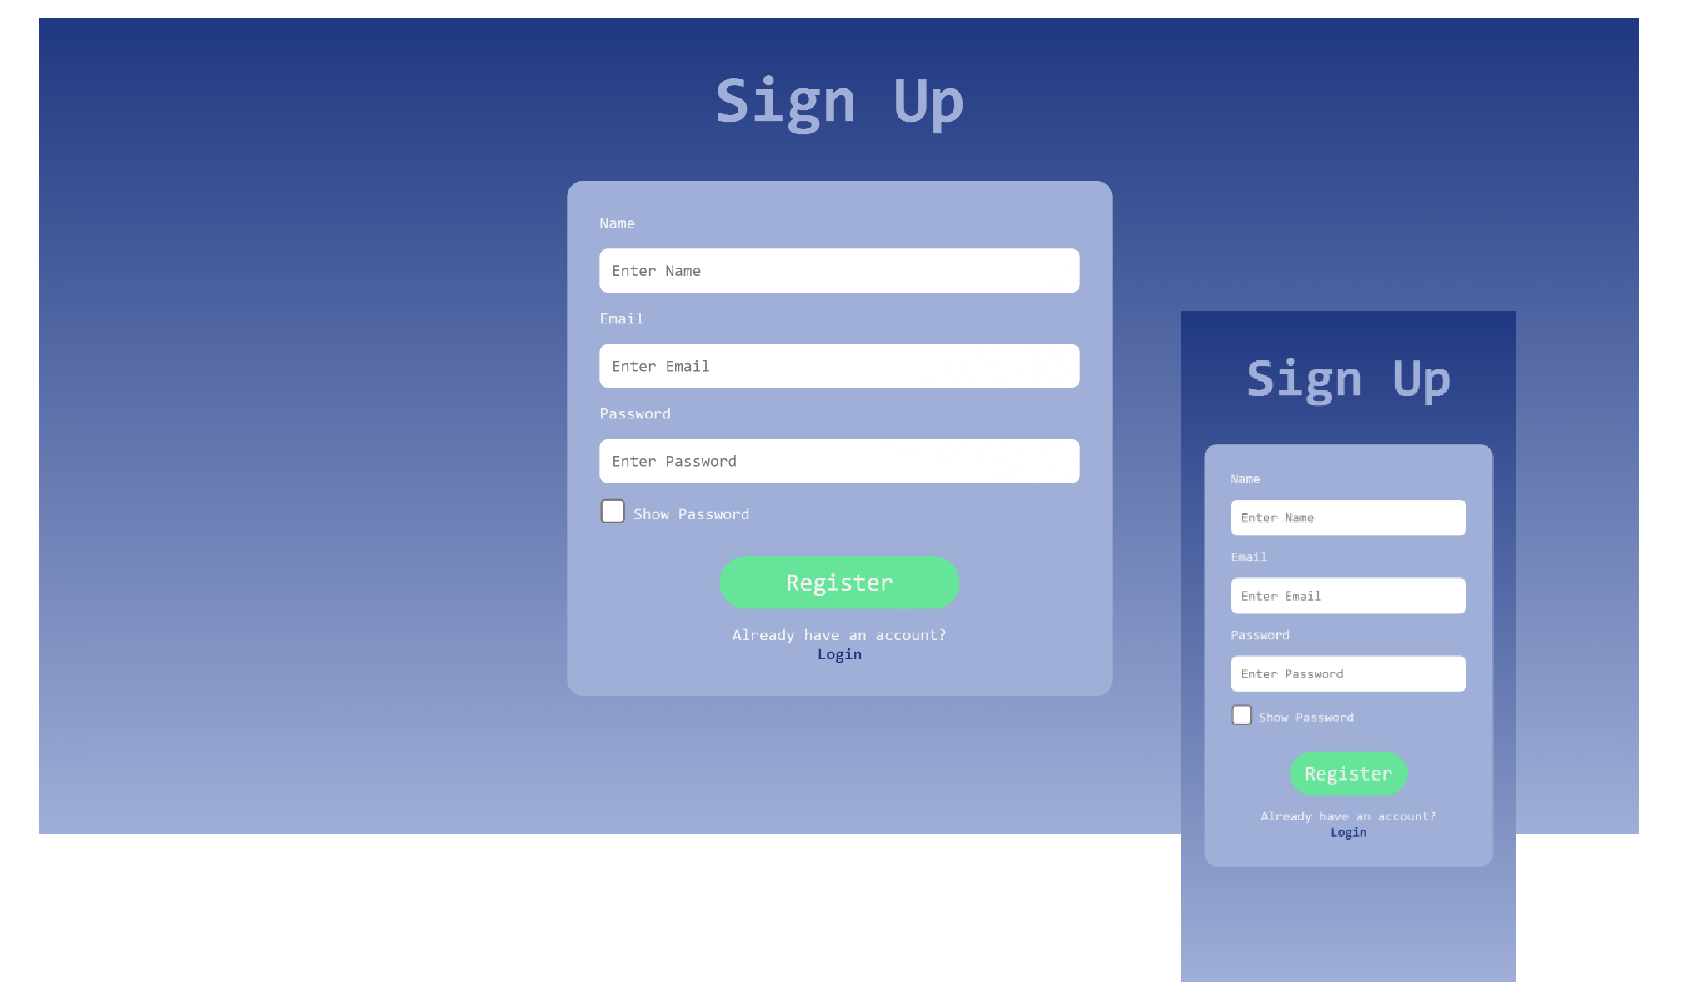 Sign Up
Name
Enter Name
Email
Enter Email
Password
Enter Password
Show Password
Register
Already have an account?
Login
Sign Up
Name
Enter Name
Email
Enter Email
Password
Enter Password
Show Password
Register
Already have an account?
Login